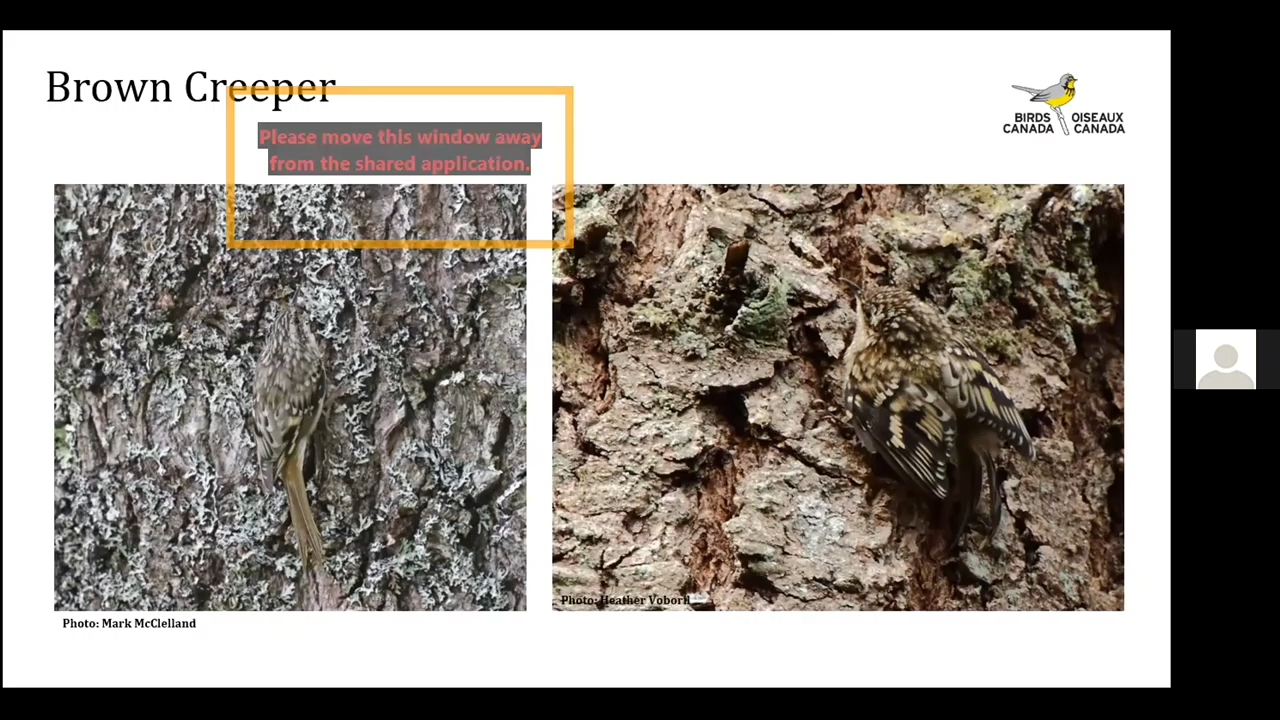 Brown Creeper
Please move this window away
from the shared application.
BIRDS OISEAUX
CANADA CANADA
Photo: Heather Voboril
Photo: Mark McClelland